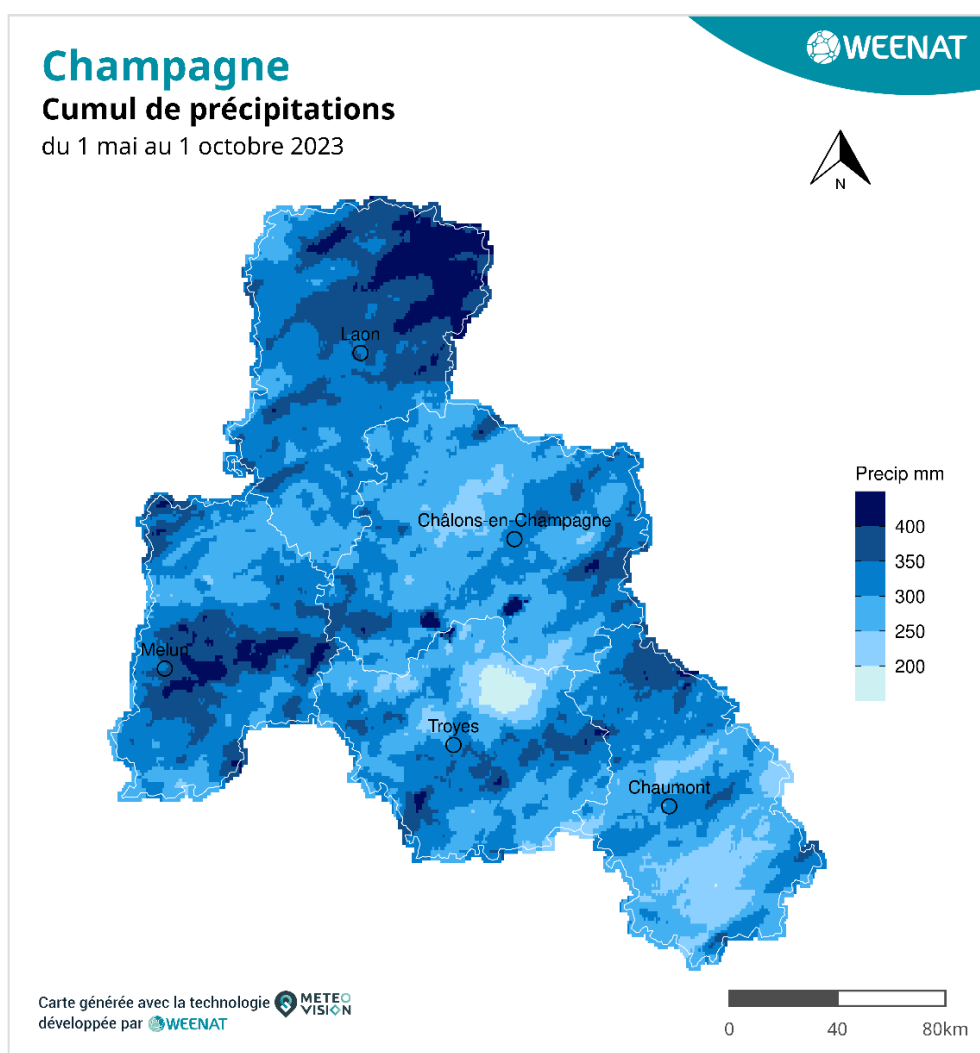 WEENAT
Champagne
Cumul de précipitations
du 1 mai au 1 octobre 2023
N
Laon
Precip mm
Châlons-en-Champagne
400
350
300
250
200
Melun
Troyes
Chaumont
Carte générée avec la technologie METEO VISION
développée par WEENAT
0 40 80km